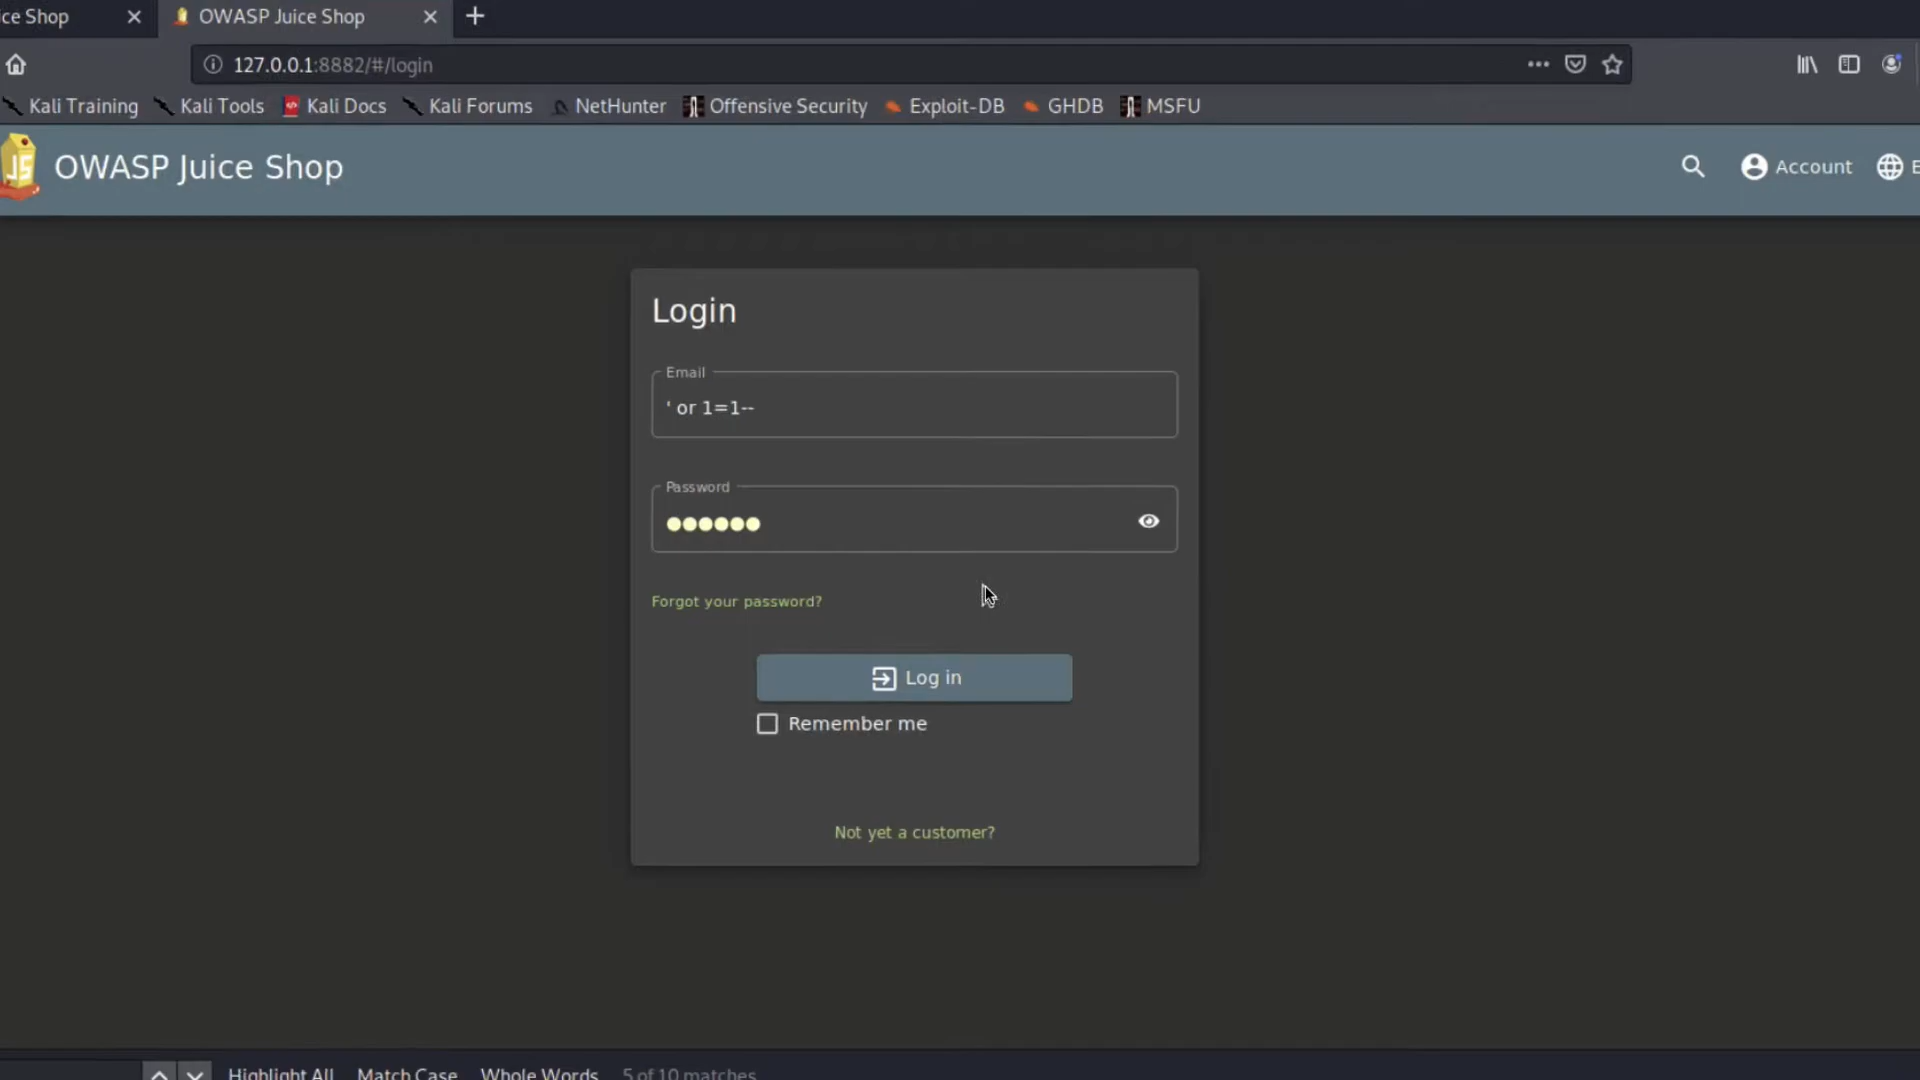 ice Shop
OWASP Juice Shop
127.0.0.1:8882/#/login
Kali Training Kali Tools Kali Docs Kali Forums NetHunter Offensive Security Exploit-DB GHDB MSFU
JS
OWASP Juice Shop
Account
E
Login
Email
' or 1=1--
Password
Forgot your password?
Log in
Remember me
Not yet a customer?
Highlight All Match Case Whole Words 5 of 10 matches